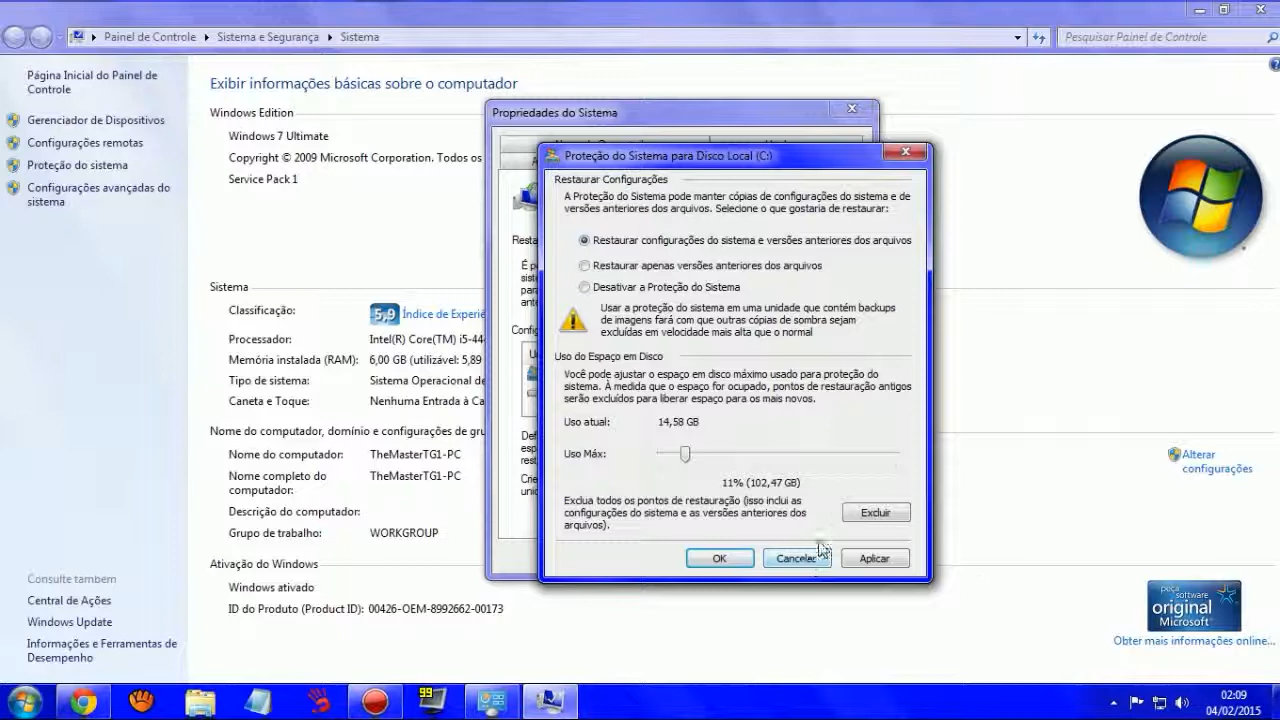 Painel de Controle
Sistema e Segurança
Sistema
Pesquisar Painel de Controle
Página Inicial do Painel de
Controle
Gerenciador de Dispositivos
Configurações remotas
Proteção do sistema
Configurações avançadas do
sistema
Consulte também
Central de Ações
Windows Update
Informações e Ferramentas de
Desempenho
Exibir informações básicas sobre o computador
Windows Edition
Windows 7 Ultimate
Copyright © 2009 Microsoft Corporation. Todos os
Service Pack 1
Sistema
Classificação:
5,9
Processador:
Intel(R) Core(TM) i5-44
Memória instalada (RAM):
6,00 GB (utilizável: 5,89
Tipo de sistema:
Sistema Operacional de
Caneta e Toque:
Nome do computador:
TheMasterTG1-PC
Nome completo do
computador:
TheMasterTG1-PC
Descrição do computador:
Grupo de trabalho:
WORKGROUP
Ativação do Windows
Windows ativado
ID do Produto (Product ID): 00426-OEM-8992662-00173
Propriedades do Sistema
Proteção do Sistema para Disco Local (C:)
Restaurar Configurações
A Proteção do Sistema pode manter cópias de configurações do sistema e de
versões anteriores dos arquivos. Selecione o que gostaria de restaurar:
Restaurar configurações do sistema e versões anteriores dos arquivos
Restaurar apenas versões anteriores dos arquivos
Desativar a Proteção do Sistema
Usar a proteção do sistema em uma unidade que contém backups
de imagens fará com que outras cópias de sombra sejam
excluídas em velocidade mais alta que o normal
Uso do Espaço em Disco
Você pode ajustar o espaço em disco máximo usado para proteção do
sistema. À medida que o espaço for ocupado, pontos de restauração antigos
serão excluídos para liberar espaço para os mais novos.
Uso atual:
14,58 GB
Uso Máx:
11% (102,47 GB)
Exclua todos os pontos de restauração (isso inclui as
configurações do sistema e as versões anteriores dos
arquivos).
Excluir
OK
Cancelar
Aplicar
Alterar
configurações
peça
software
original
Microsoft
Obter mais informações online...
99
02:09
04/02/2015